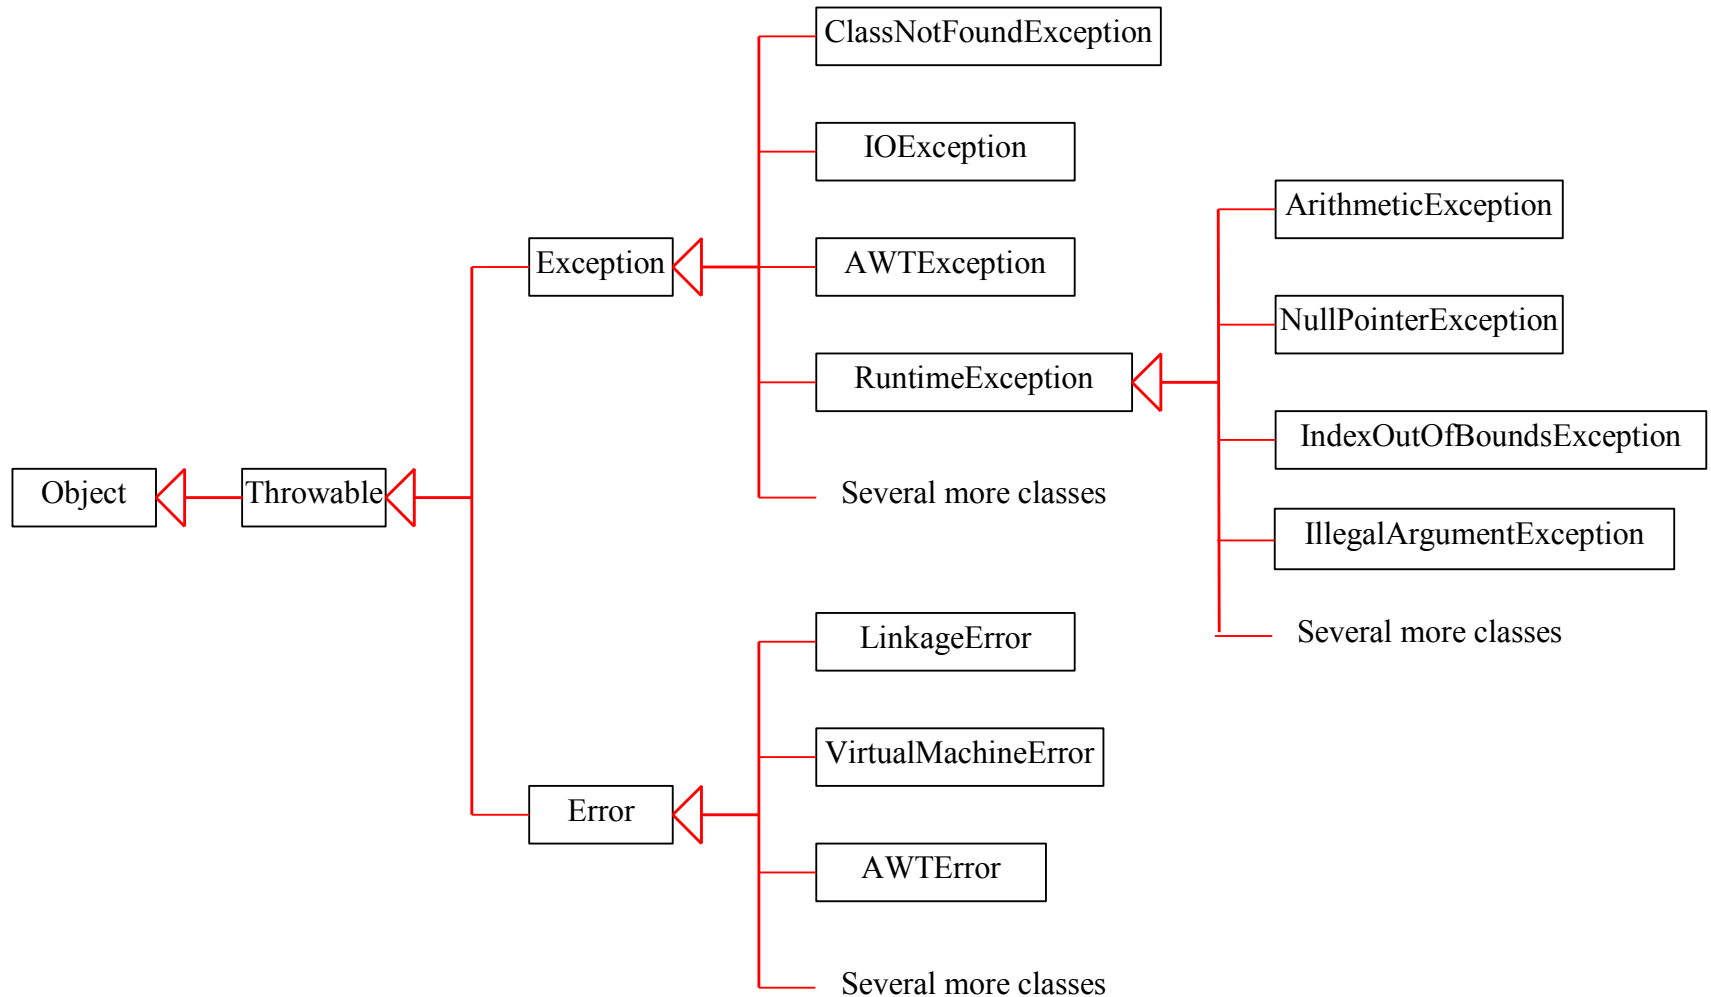 ClassNotFoundException
IOException
ArithmeticException
Exception
AWTException
NullPointerException
RuntimeException
IndexOutOfBoundsException
Object
Throwable
Several more classes
IllegalArgumentException
LinkageError
Several more classes
VirtualMachineError
Error
AWTError
Several more classes